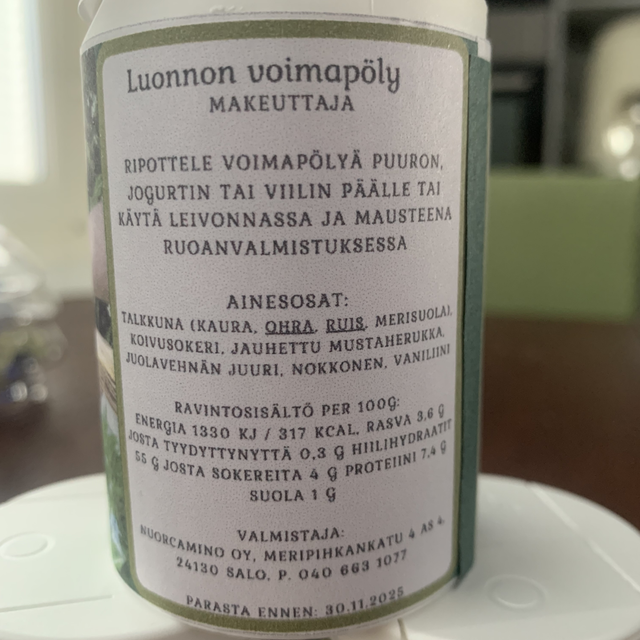 Luonnon voimapöly
MAKEUTTAJA
RIPOTTELE VOIMAPÖLYÄ PUURON,
JOGURTIN TAI VIILIN PÄÄLLE TAI
KÄYTÄ LEIVONNASSA JA MAUSTEENA
RUOANVALMISTUKSESSA
AINESOSAT:
TALKKUNA (KAURA, OHRA, RUIS, MERISUOLA),
KOIVUSOKERI, JAUHETTU MUSTAHERUKKA,
JUOLAVEHNÄN JUURI, NOKKONEN, VANILIINI
RAVINTOSISÄLTÖ PER 100G:
ENERGIA 1330 KJ / 317 KCAL, RASVA 3,6 G
JOSTA TYYDYTTYNYTTÄ 0,3 G HIILIHYDRAATIT
55 G JOSTA SOKEREITA 4 G PROTEIINI 7,4 G
SUOLA 1 G
VALMISTAJA:
NUORCAMINO OY, MERIPIHKANKATU 4 AS 4,
24130 SALO. P. 040 663 1077
PARASTA ENNEN: 30.11.2025